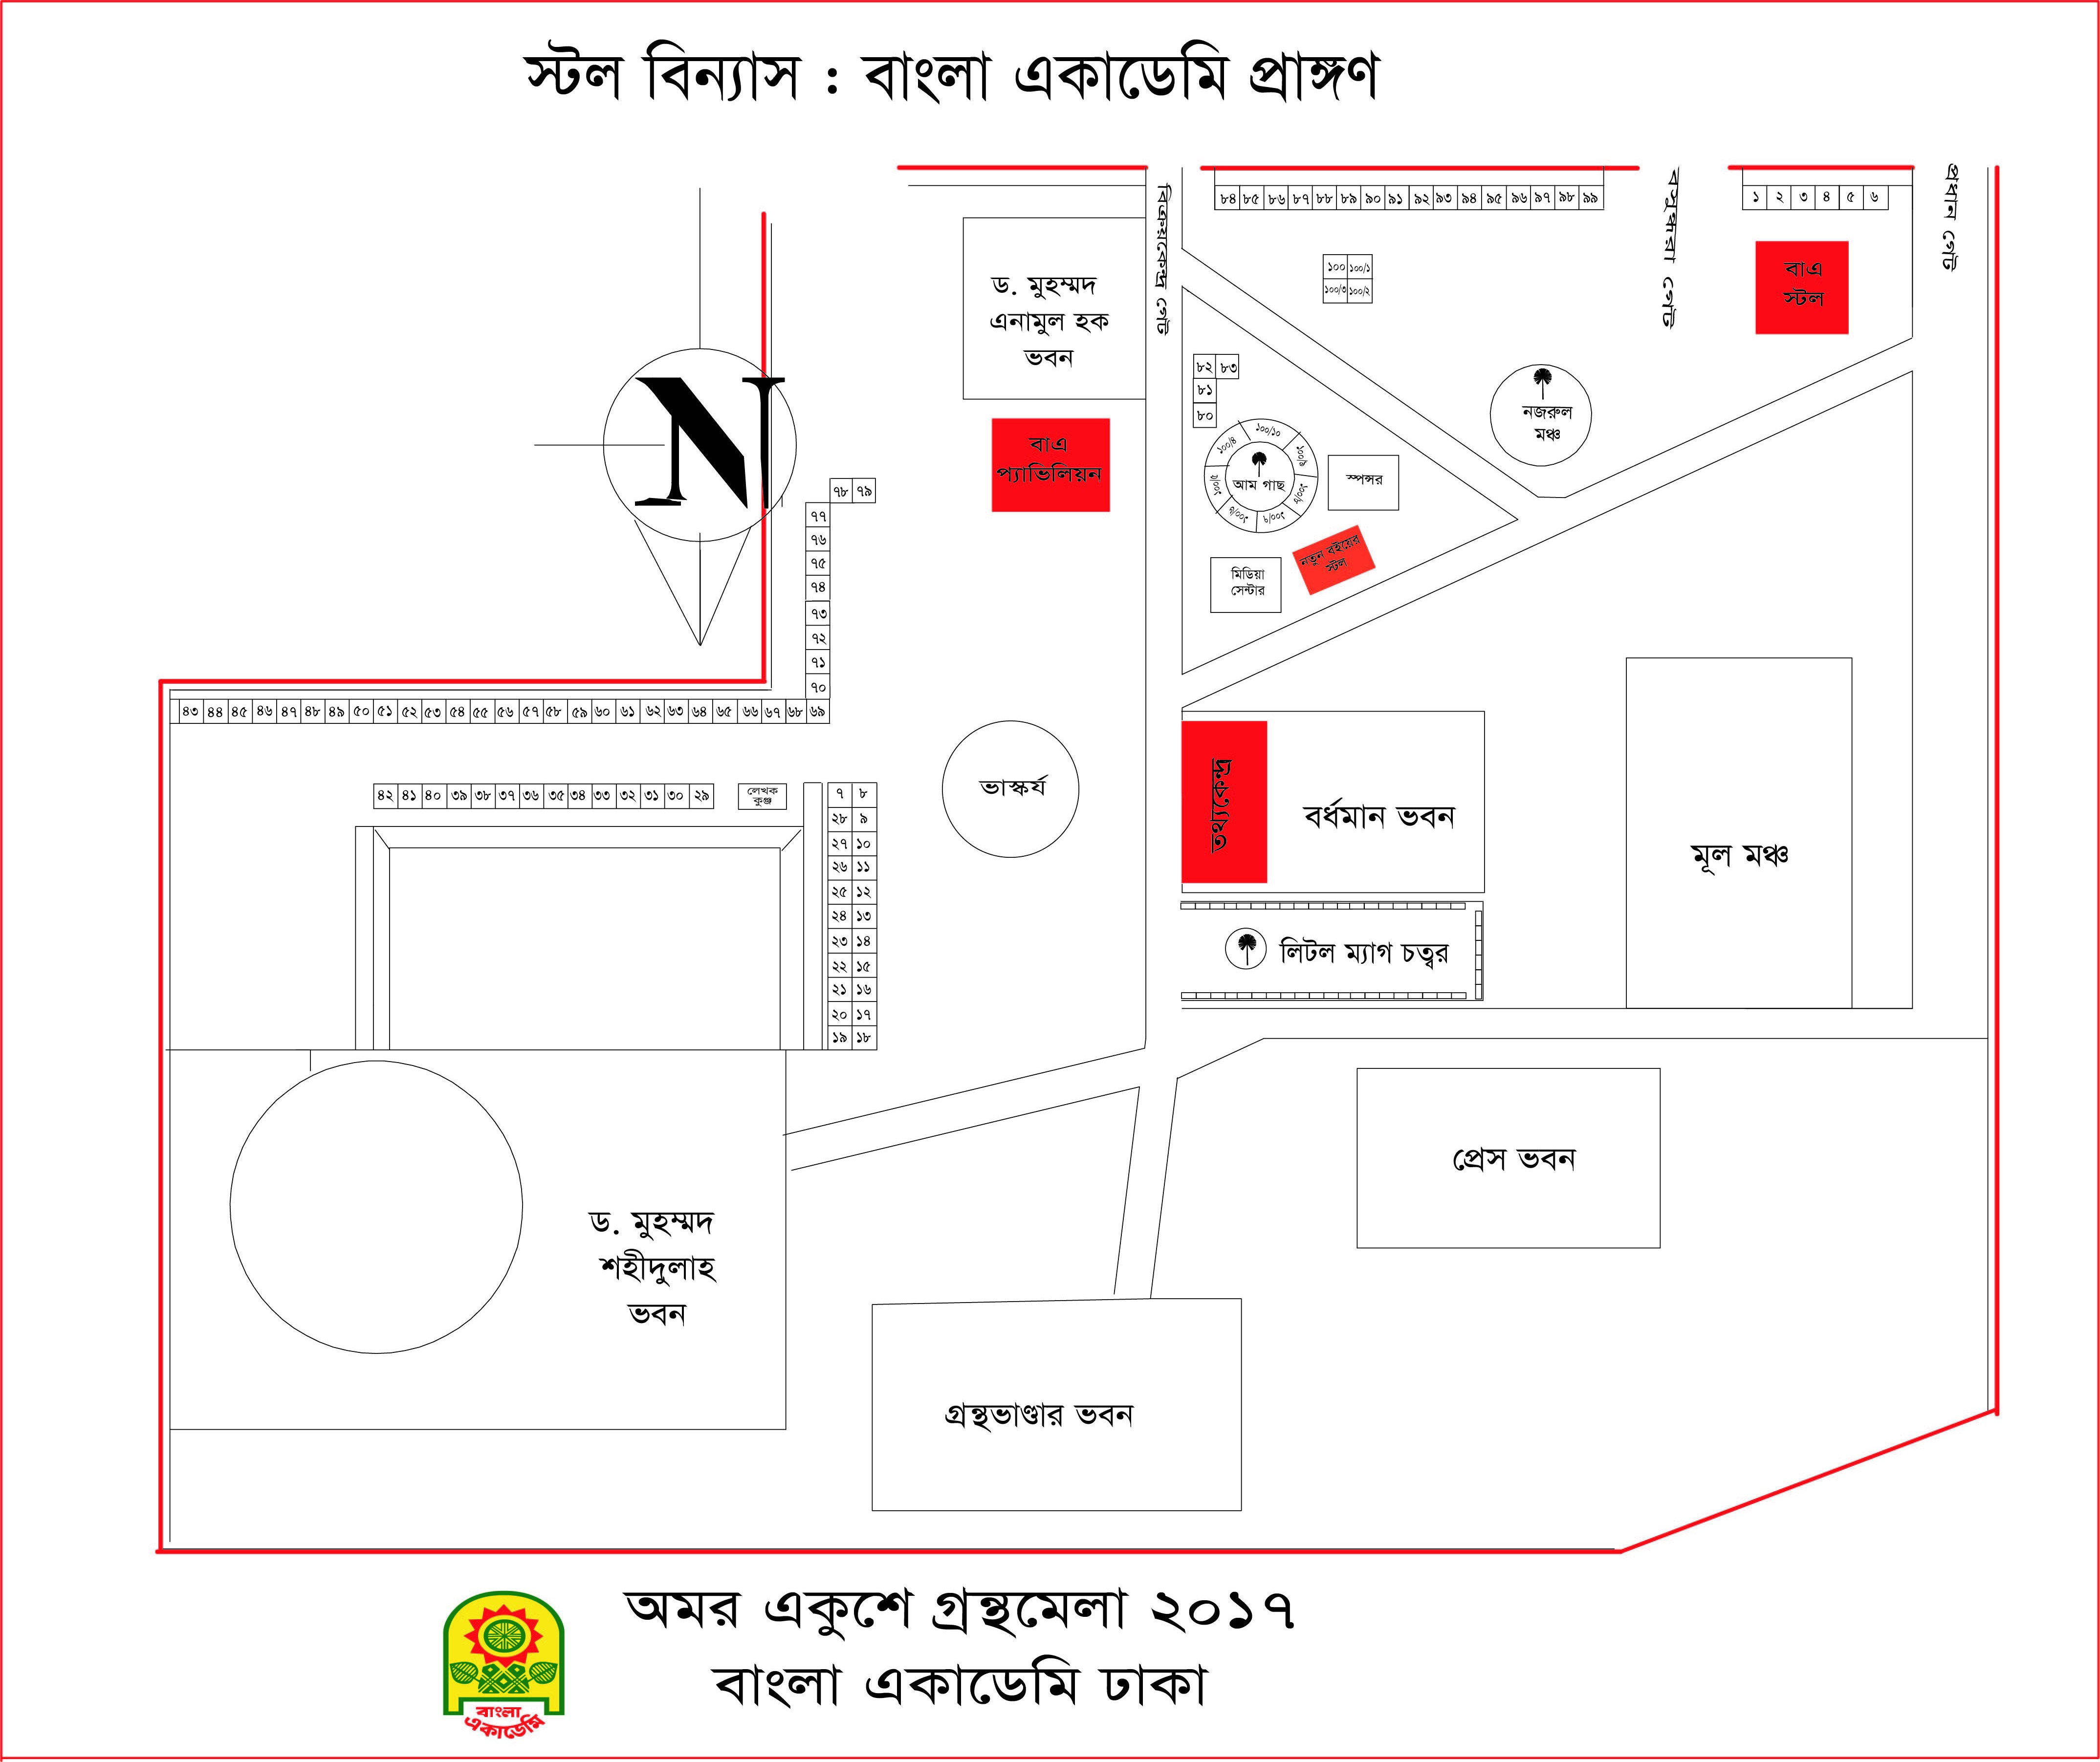 স্টল বিন্যাস : বাংলা একাডেমি প্রাঙ্গণ
বিক্রয়কেন্দ্র গেট
৮৪ ৮৫ ৮৬ ৮৭ ৮৮ ৮৯ ৯০ ৯১ ৯২ ৯৩ ৯৪ ৯৫ ৯৬ ৯৭ ৯৮ ৯৯
গেট
১ ২ ৩ ৪ ৫ ৬
প্রধান গেট
ড. মুহম্মদ
এনামুল হক
ভবন
১০০ ১০০/১
১০০/৩ ১০০/২
বাএ
স্টল
৮২ ৮৩
৮১
৮০
নজরুল
মঞ্চ
N
বাএ
প্যাভিলিয়ন
১০০/৪ ১০০/১০ ১০০/৯ ১০০/৭ ১০০/৮ ১০০/৬ ১০০/৫
আম গাছ
স্পন্সর
নতুন বইয়ের
স্টল
মিডিয়া
সেন্টার
৭৮ ৭৯
৭৭
৭৬
৭৫
৭৪
৭৩
৭২
৭১
৭০
৪৩ ৪৪ ৪৫ ৪৬ ৪৭ ৪৮ ৪৯ ৫০ ৫১ ৫২ ৫৩ ৫৪ ৫৫ ৫৬ ৫৭ ৫৮ ৫৯ ৬০ ৬১ ৬২ ৬৩ ৬৪ ৬৫ ৬৬ ৬৭ ৬৮ ৬৯
৪২ ৪১ ৪০ ৩৯ ৩৮ ৩৭ ৩৬ ৩৫ ৩৪ ৩৩ ৩২ ৩১ ৩০ ২৯
লেখক
কুঞ্জ
৭ ৮
২৮ ৯
২৭ ১০
২৬ ১১
২৫ ১২
২৪ ১৩
২৩ ১৪
২২ ১৫
২১ ১৬
২০ ১৭
১৯ ১৮
ভাস্কর্য
তথ্যকেন্দ্র
বর্ধমান ভবন
মূল মঞ্চ
লিটল ম্যাগ চত্বর
প্রেস ভবন
ড. মুহম্মদ
শহীদুলাহ
ভবন
গ্রন্থভাণ্ডার ভবন
অমর একুশে গ্রন্থমেলা ২০১৭
বাংলা একাডেমি ঢাকা
বাংলা
একাডেমি